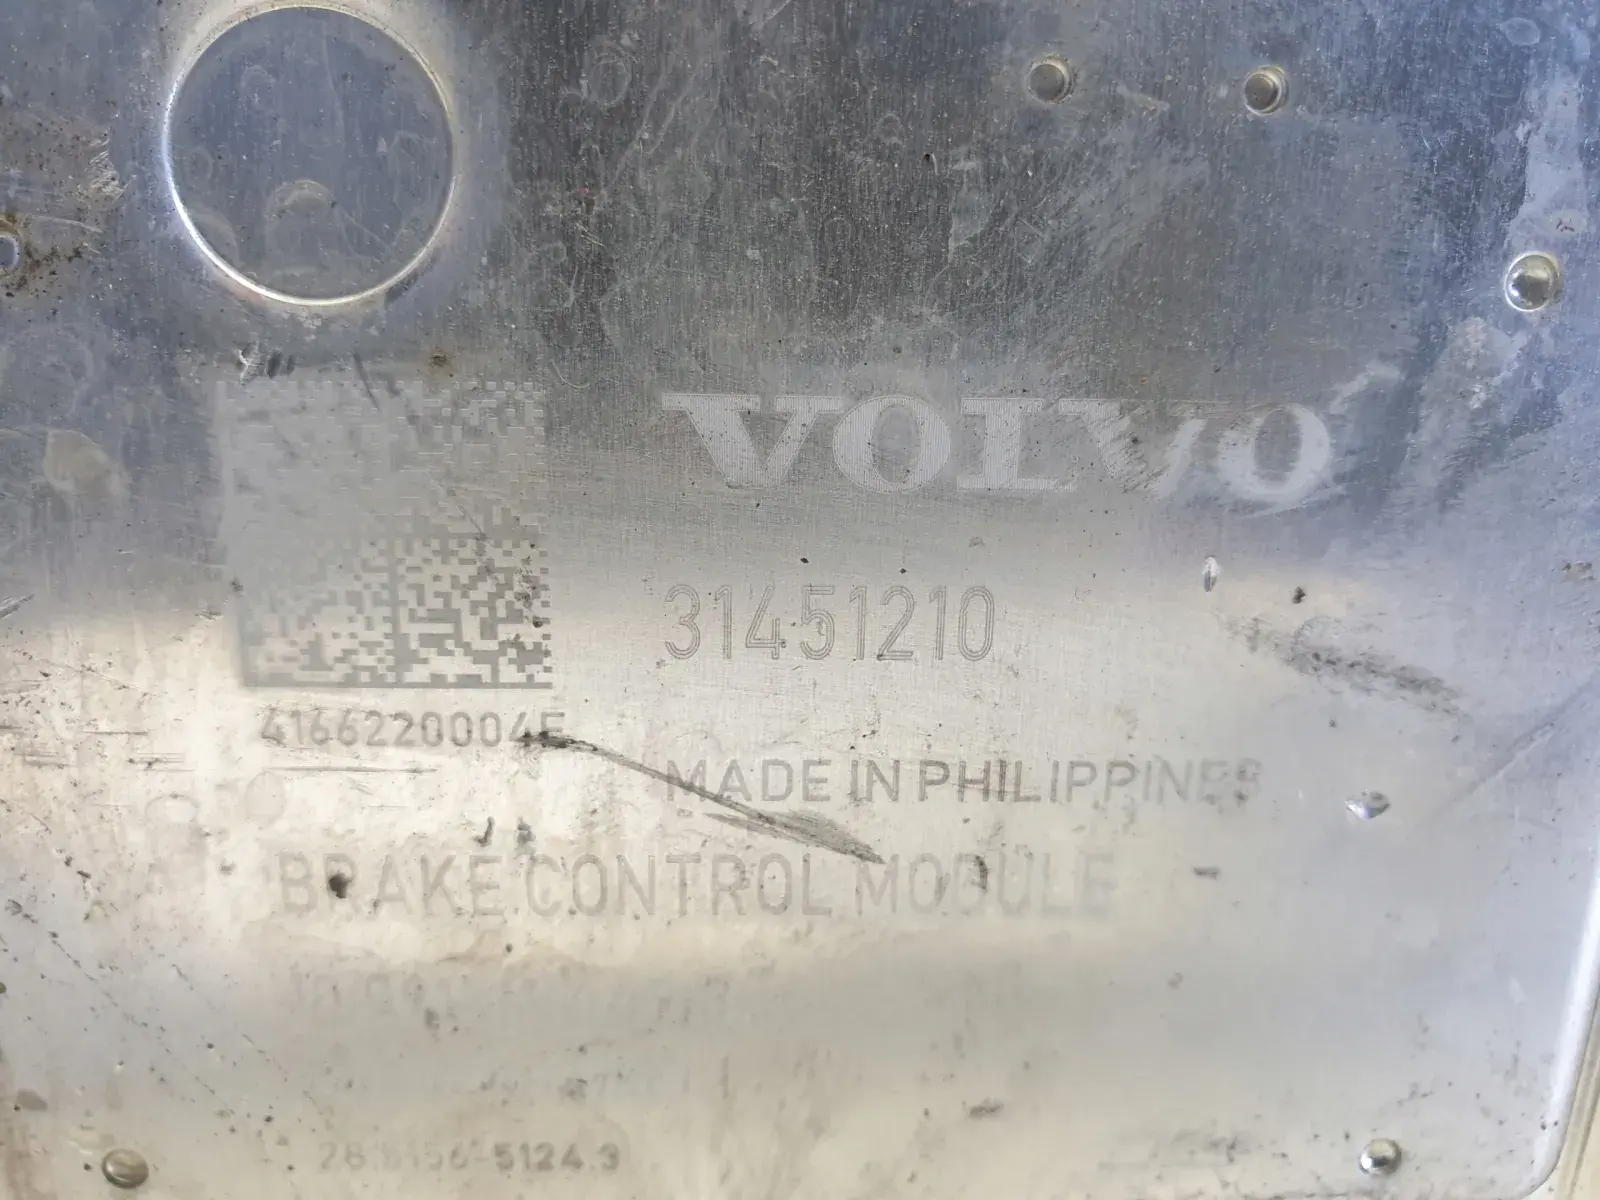 VOLVO
31451210
4166220004E
MADE IN PHILIPPINES
BRAKE CONTROL MODULE
28.5156-5124.3